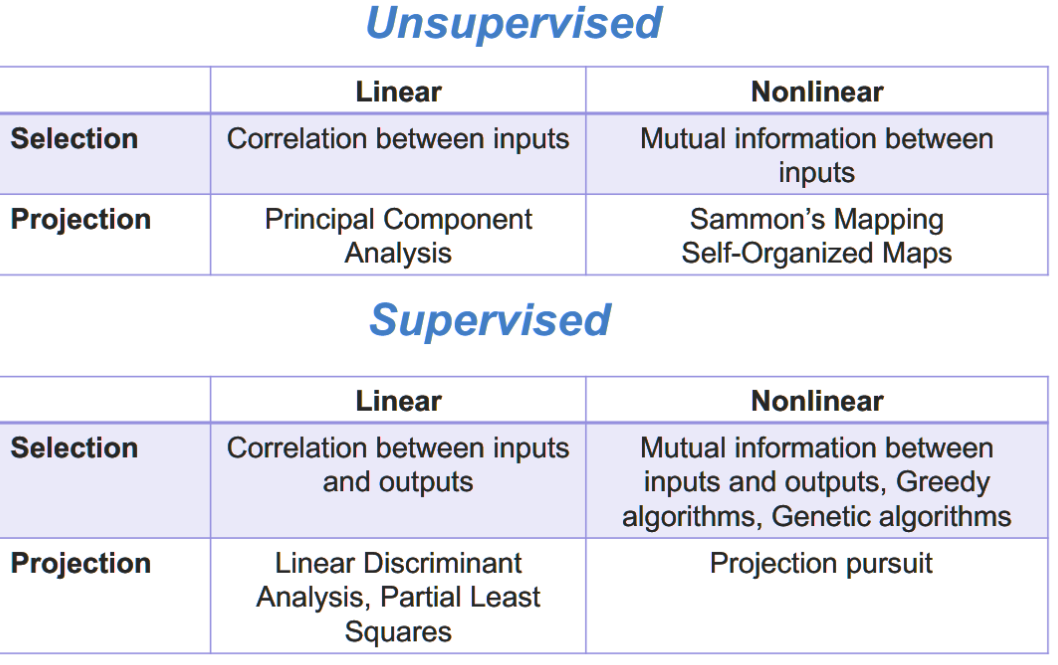 Unsupervised
Linear Nonlinear
Selection Correlation between inputs Mutual information between
inputs
Projection Principal Component Sammon's Mapping
Analysis Self-Organized Maps
Supervised
Linear Nonlinear
Selection Correlation between inputs Mutual information between
and outputs inputs and outputs, Greedy
algorithms, Genetic algorithms
Projection Linear Discriminant Projection pursuit
Analysis, Partial Least
Squares